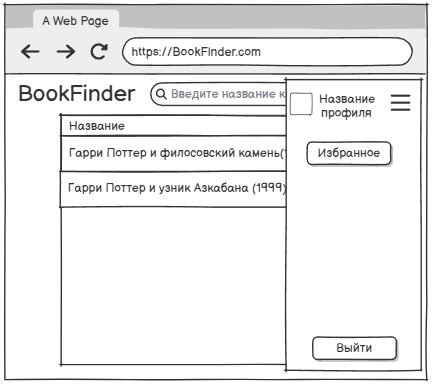 A Web Page
https://BookFinder.com
BookFinder
Введите название к
Название
профиля
Название
Избранное
Гарри Поттер и филосовский камень(
Гарри Поттер и узник Азкабана (1999)
Выйти